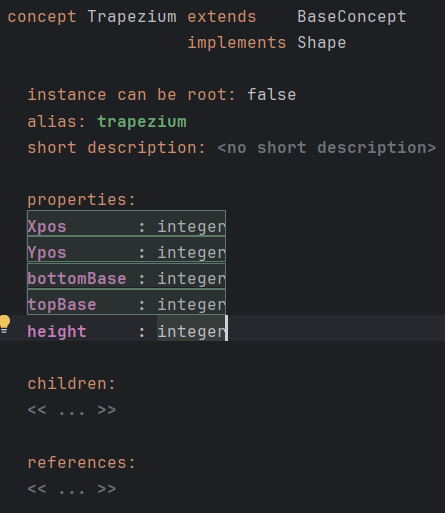 concept Trapezium extends BaseConcept
implements Shape
instance can be root: false
alias: trapezium
short description: <no short description>
properties:
Xpos : integer
Ypos : integer
bottomBase : integer
topBase : integer
height : integer
children:
<< ... >>
references:
<< ... >>